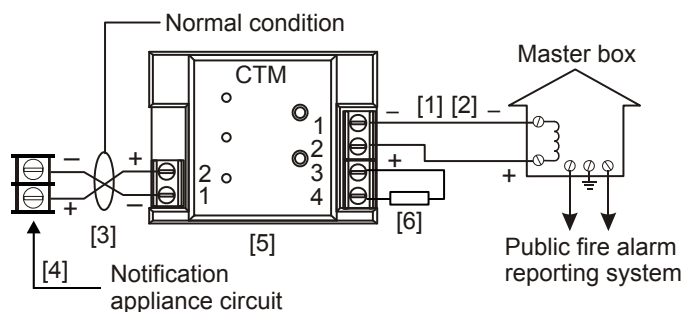 Normal condition
CTM
Master box
− [1] [2] −
1
2
+
+
3
4
[6]
− +
2
1
+ −
[3]
[5]
[4]
Notification
appliance circuit
Public fire alarm
reporting system